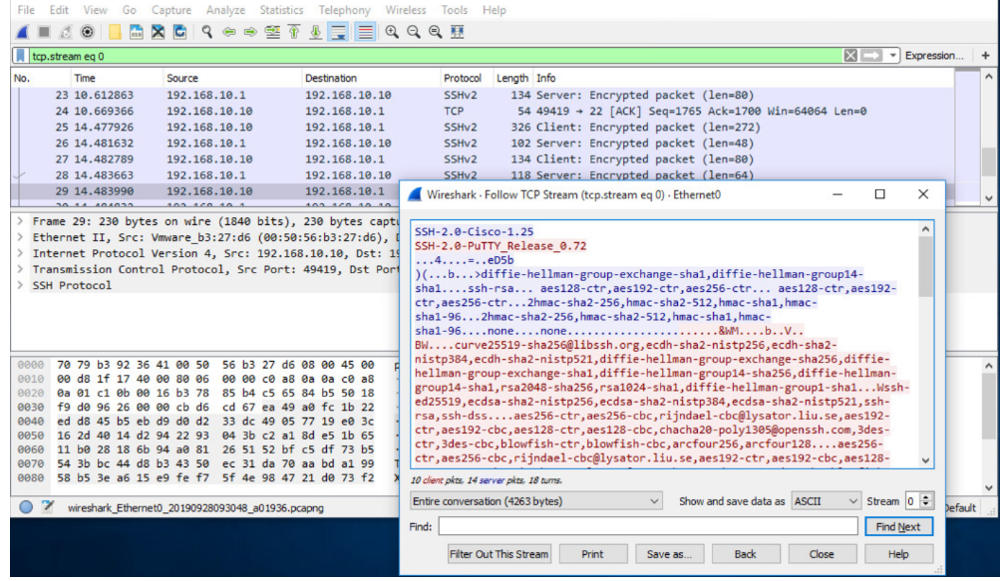 File Edit View Go Capture Analyze Statistics Telephony Wireless Tools Help
tcp.stream eq 0 Expression... +
No. Time Source Destination Protocol Length Info
23 10.612863 192.168.10.1 192.168.10.10 SSHv2 134 Server: Encrypted packet (len=80)
24 10.669366 192.168.10.10 192.168.10.1 TCP 54 49419 → 22 [ACK] Seq=1765 Ack=1700 Win=64064 Len=0
25 14.477926 192.168.10.10 192.168.10.1 SSHv2 326 Client: Encrypted packet (len=272)
26 14.481632 192.168.10.1 192.168.10.10 SSHv2 102 Server: Encrypted packet (len=48)
27 14.482789 192.168.10.10 192.168.10.1 SSHv2 134 Client: Encrypted packet (len=80)
28 14.483663 192.168.10.1 192.168.10.10 SSHv2 118 Server: Encrypted packet (len=64)
29 14.483990 192.168.10.10 192.168.10.1
Frame 29: 230 bytes on wire (1840 bits), 230 bytes captu
Ethernet II, Src: Vmware_b3:27:d6 (00:50:56:b3:27:d6),
Internet Protocol Version 4, Src: 192.168.10.10, Dst: 19
Transmission Control Protocol, Src Port: 49419, Dst Port
SSH Protocol
0000 70 79 b3 92 36 41 00 50 56 b3 27 d6 08 00 45 00
0010 00 d8 1f 17 40 00 80 06 00 00 c0 a8 0a 0a c0 a8
0020 0a 01 c1 0b 00 16 b3 78 85 b4 c5 65 84 b5 50 18
0030 f9 d0 96 26 00 00 cb d6 cd 67 ea 49 a0 fc 1b 22
0040 ed d8 45 b5 eb d9 d0 d2 33 dc 49 05 77 19 e0 3c
0050 16 2d 40 14 d2 94 22 93 04 3b c2 a1 8d e5 1b 65
0060 11 b0 28 18 6b 94 a0 81 26 51 52 bf c5 df 73 b5
0070 54 3b bc 44 d8 b3 43 50 ec 31 da 70 aa bd a1 99
0080 58 b5 3e a6 15 e9 fe f7 5f 4e 98 47 21 d0 73 f2
wireshark_Ethernet0_20190928093048_a01936.pcapng
Default
Wireshark · Follow TCP Stream (tcp.stream eq 0) · Ethernet0
SSH-2.0-Cisco-1.25
SSH-2.0-PuTTY_Release_0.72
...4....=..eD5b
)(...b...>diffie-hellman-group-exchange-sha1,diffie-hellman-group14-
sha1....ssh-rsa... aes128-ctr,aes192-ctr,aes256-ctr... aes128-ctr,aes192-
ctr,aes256-ctr...2hmac-sha2-256,hmac-sha2-512,hmac-sha1,hmac-
sha1-96...2hmac-sha2-256,hmac-sha2-512,hmac-sha1,hmac-
sha1-96....none....none.......................&WM....b..V..
BW....curve25519-sha256@libssh.org,ecdh-sha2-nistp256,ecdh-sha2-
nistp384,ecdh-sha2-nistp521,diffie-hellman-group-exchange-sha256,diffie-
hellman-group-exchange-sha1,diffie-hellman-group14-sha256,diffie-hellman-
group14-sha1,rsa2048-sha256,rsa1024-sha1,diffie-hellman-group1-sha1...Wssh-
ed25519,ecdsa-sha2-nistp256,ecdsa-sha2-nistp384,ecdsa-sha2-nistp521,ssh-
rsa,ssh-dss....aes256-ctr,aes256-cbc,rijndael-cbc@lysator.liu.se,aes192-
ctr,aes192-cbc,aes128-ctr,aes128-cbc,chacha20-poly1305@openssh.com,3des-
ctr,3des-cbc,blowfish-ctr,blowfish-cbc,arcfour256,arcfour128....aes256-
ctr,aes256-cbc,rijndael-cbc@lysator.liu.se,aes192-ctr,aes192-cbc,aes128-
10 client pkts, 14 server pkts, 18 turns.
Entire conversation (4263 bytes) Show and save data as ASCII Stream 0
Find: Find Next
Filter Out This Stream Print Save as... Back Close Help